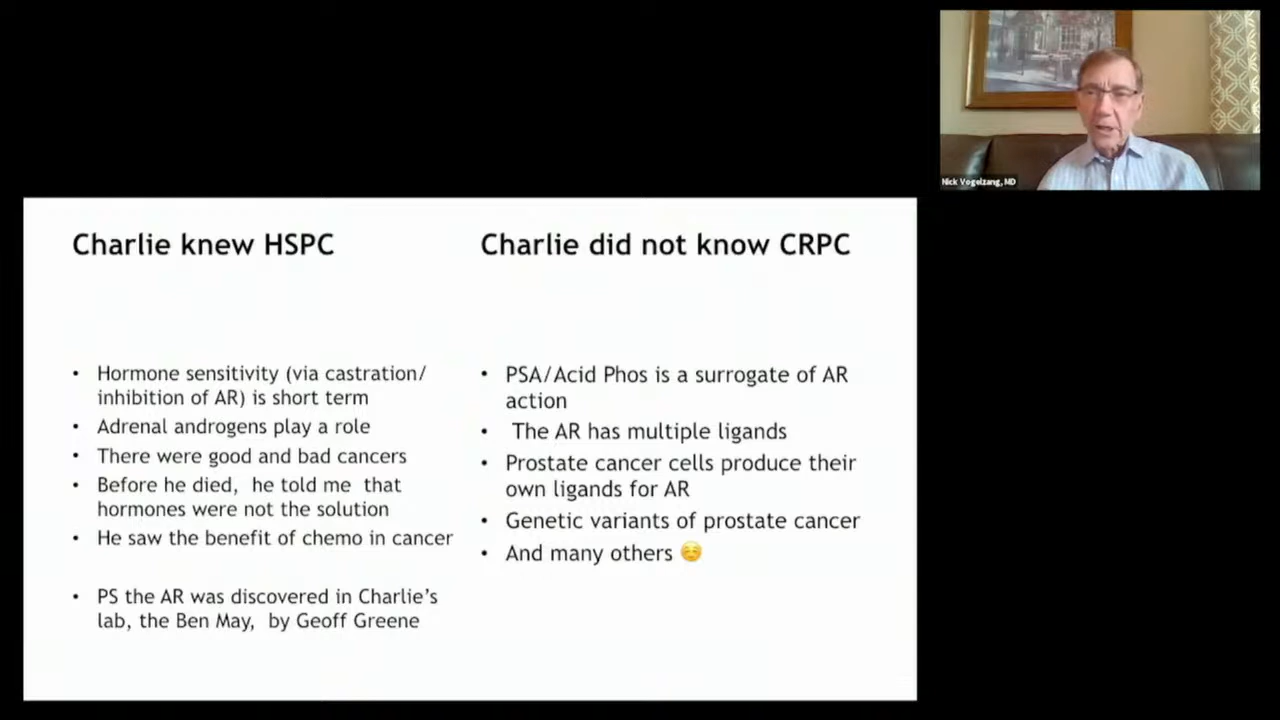 Nick Vogelzang, MD
Charlie knew HSPC
Hormone sensitivity (via castration/
inhibition of AR) is short term
Adrenal androgens play a role
There were good and bad cancers
Before he died, he told me that
hormones were not the solution
He saw the benefit of chemo in cancer
PS the AR was discovered in Charlie’s
lab, the Ben May, by Geoff Greene
Charlie did not know CRPC
PSA/Acid Phos is a surrogate of AR
action
The AR has multiple ligands
Prostate cancer cells produce their
own ligands for AR
Genetic variants of prostate cancer
And many others ☺️